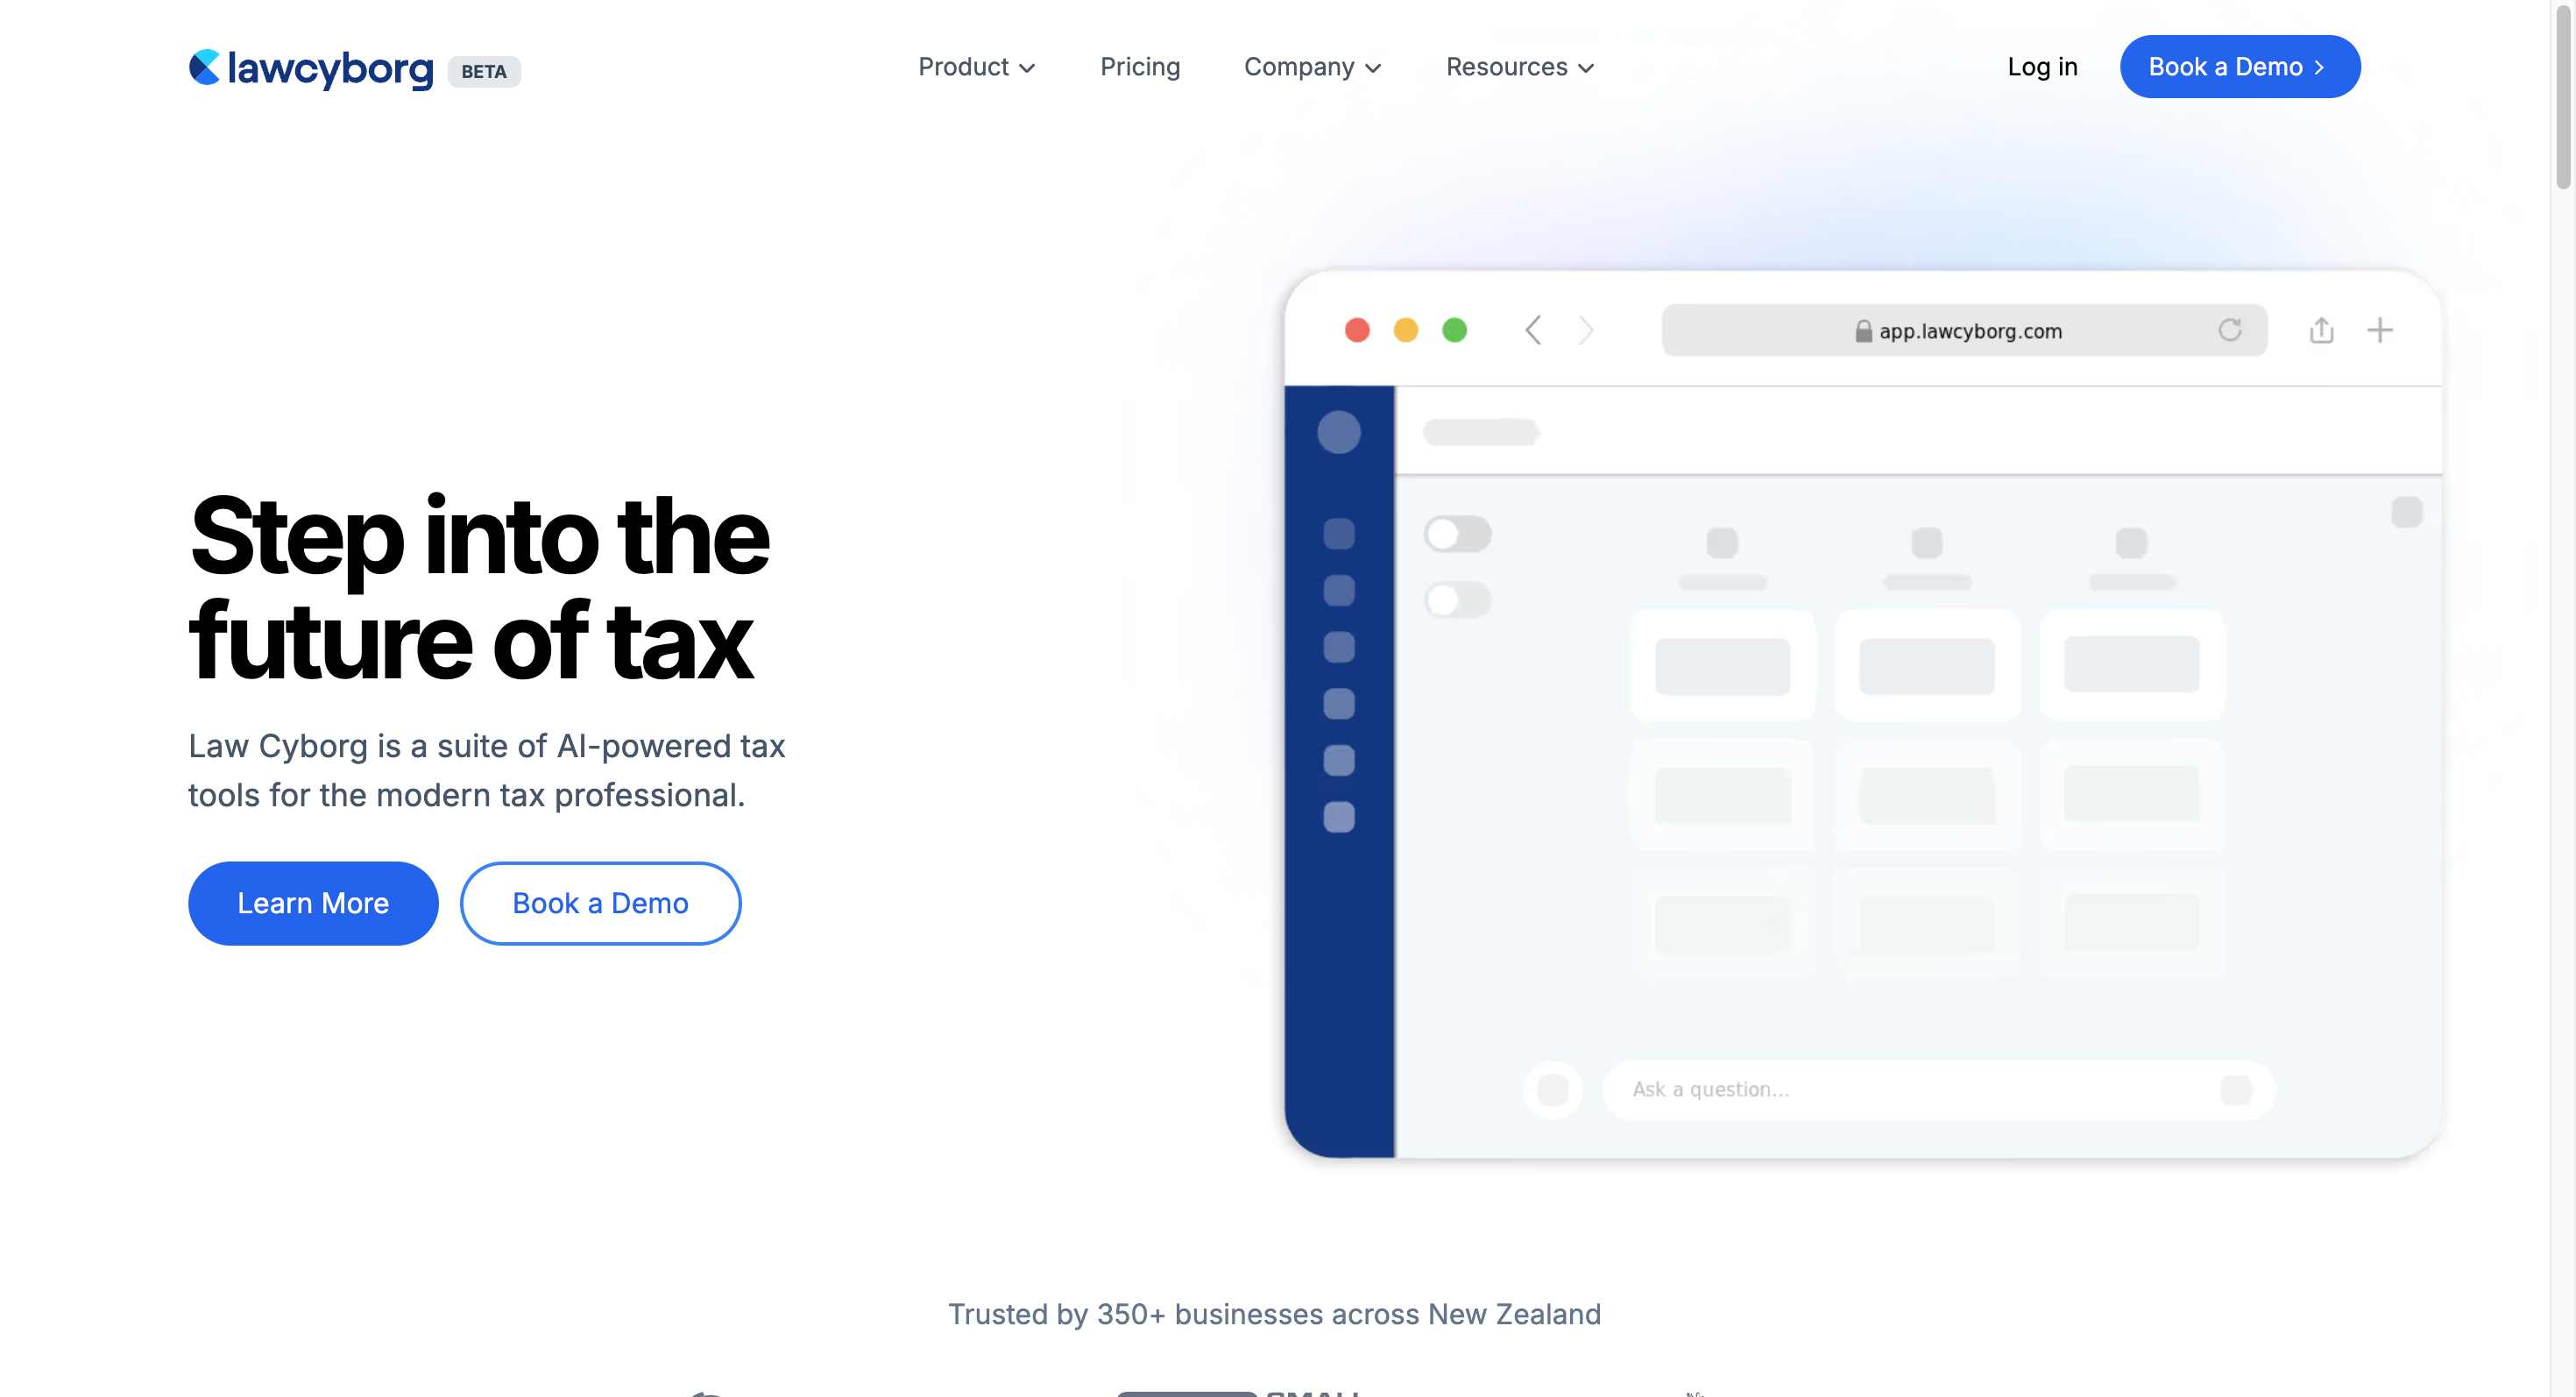 lawcyborg BETA
Product
Pricing
Company
Resources
Log in
Book a Demo
app.lawcyborg.com
Step into the
future of tax
Law Cyborg is a suite of AI-powered tax
tools for the modern tax professional.
Learn More
Book a Demo
Ask a question...
Trusted by 350+ businesses across New Zealand